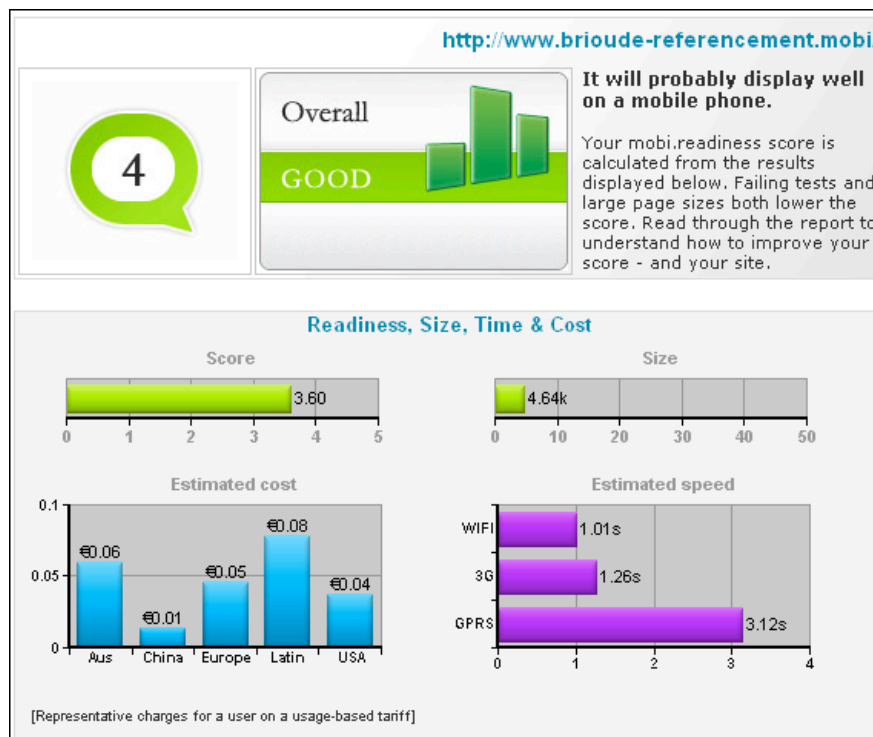 http://www.brioude-referencement.mobi
4
Overall
GOOD
It will probably display well
on a mobile phone.
Your mobi.readiness score is
calculated from the results
displayed below. Failing tests and
large page sizes both lower the
score. Read through the report to
understand how to improve your
score - and your site.
Readiness, Size, Time & Cost
Score
3.60
0 1 2 3 4 5
Size
4.64k
0 10 20 30 40 50
Estimated cost
0.1
0.05
0
€0.06 €0.01 €0.05 €0.08 €0.04
Aus China Europe Latin USA
Estimated speed
WIFI 1.01s
3G 1.26s
GPRS 3.12s
0 1 2 3 4
[Representative charges for a user on a usage-based tariff]